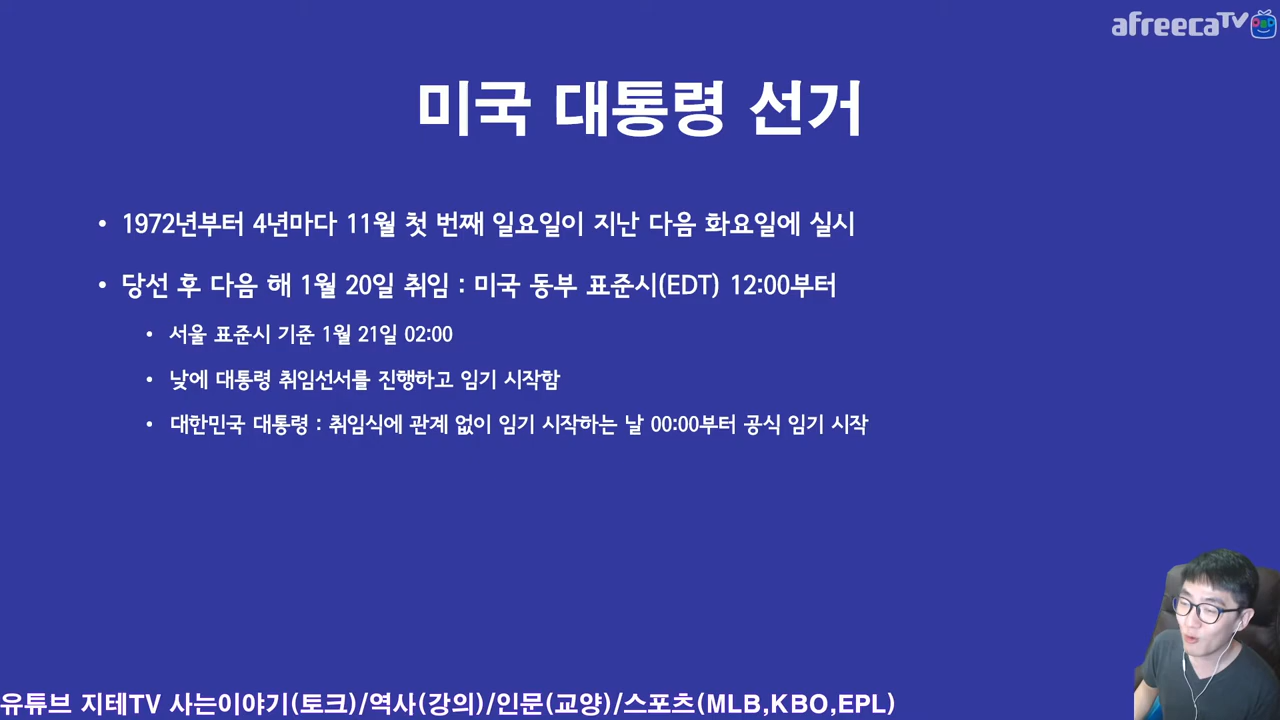 afreecaTV
미국 대통령 선거
• 1972년부터 4년마다 11월 첫 번째 일요일이 지난 다음 화요일에 실시
• 당선 후 다음 해 1월 20일 취임 : 미국 동부 표준시(EDT) 12:00부터
• 서울 표준시 기준 1월 21일 02:00
• 낮에 대통령 취임선서를 진행하고 임기 시작함
• 대한민국 대통령 : 취임식에 관계 없이 임기 시작하는 날 00:00부터 공식 임기 시작
유튜브 지테TV 사는이야기(토크)/역사(강의)/인문(교양)/스포츠(MLB,KBO,EPL)